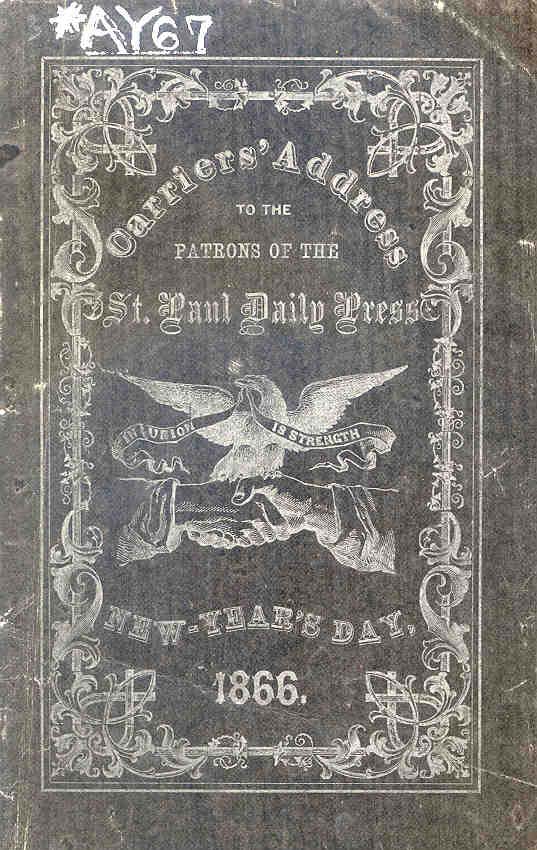 *AY67
Carriers' Address
TO THE
PATRONS OF THE
St. Paul Daily Press
IN UNION IS STRENGTH
NEW-YEAR'S DAY,
1866.